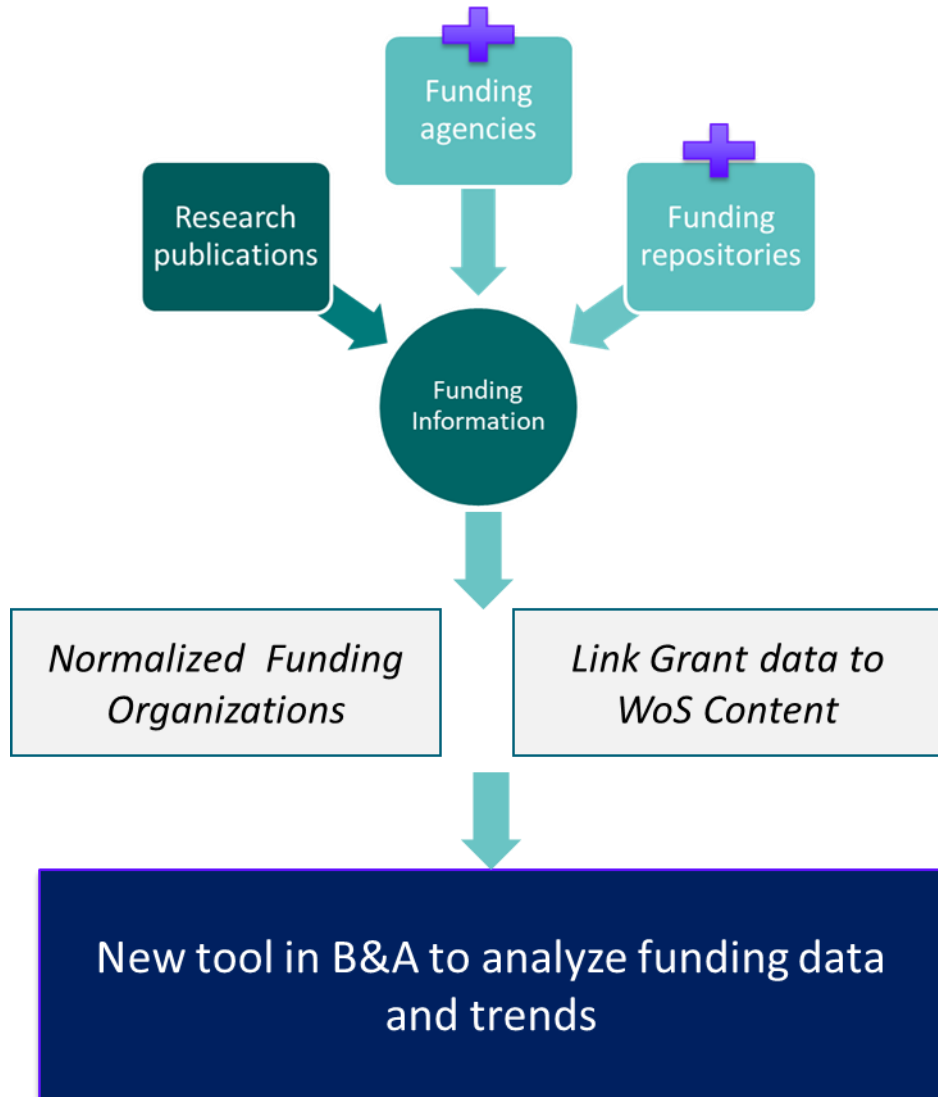 Funding
agencies
Research
publications
Funding
repositories
Funding
Information
Normalized Funding
Organizations
Link Grant data to
WoS Content
New tool in B&A to analyze funding data
and trends